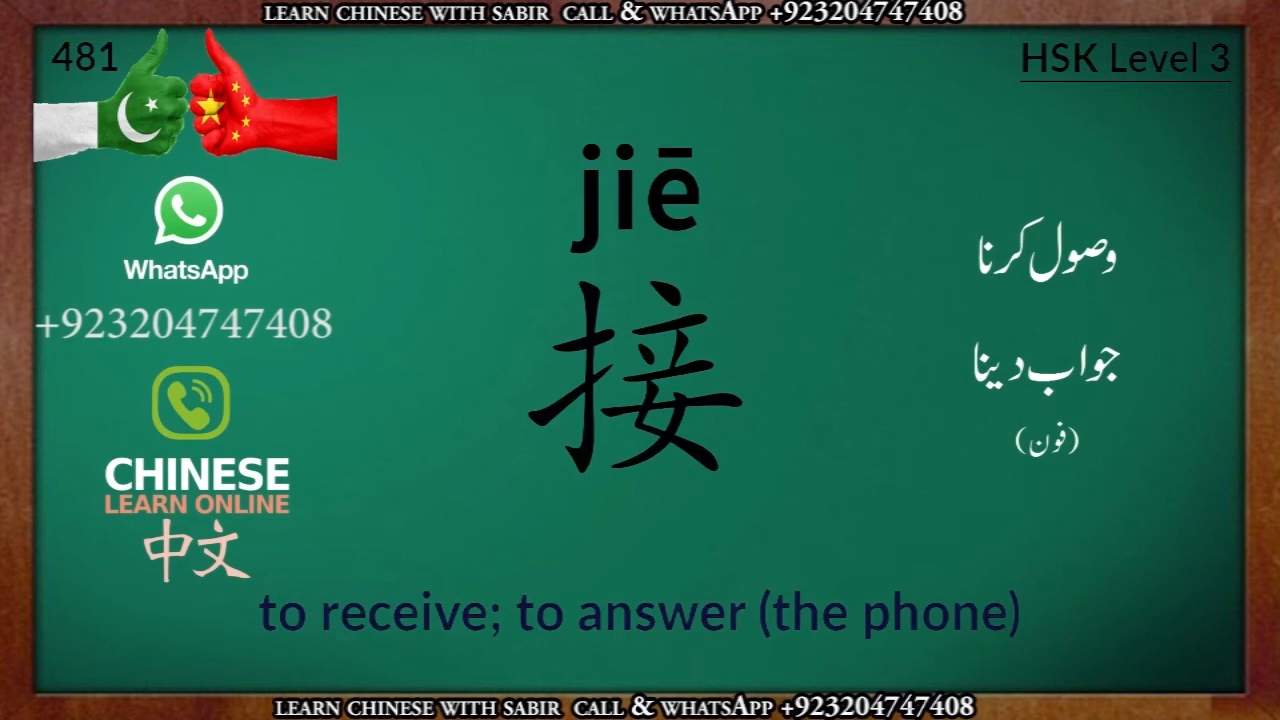 LEARN CHINESE WITH SABIR CALL & WHATSAPP +923204747408
481
HSK Level 3
jiē
接
WhatsApp
+923204747408
CHINESE
LEARN ONLINE
中文
وصول کرنا
جواب دینا
(فون)
to receive; to answer (the phone)
LEARN CHINESE WITH SABIR CALL & WHATSAPP +923204747408